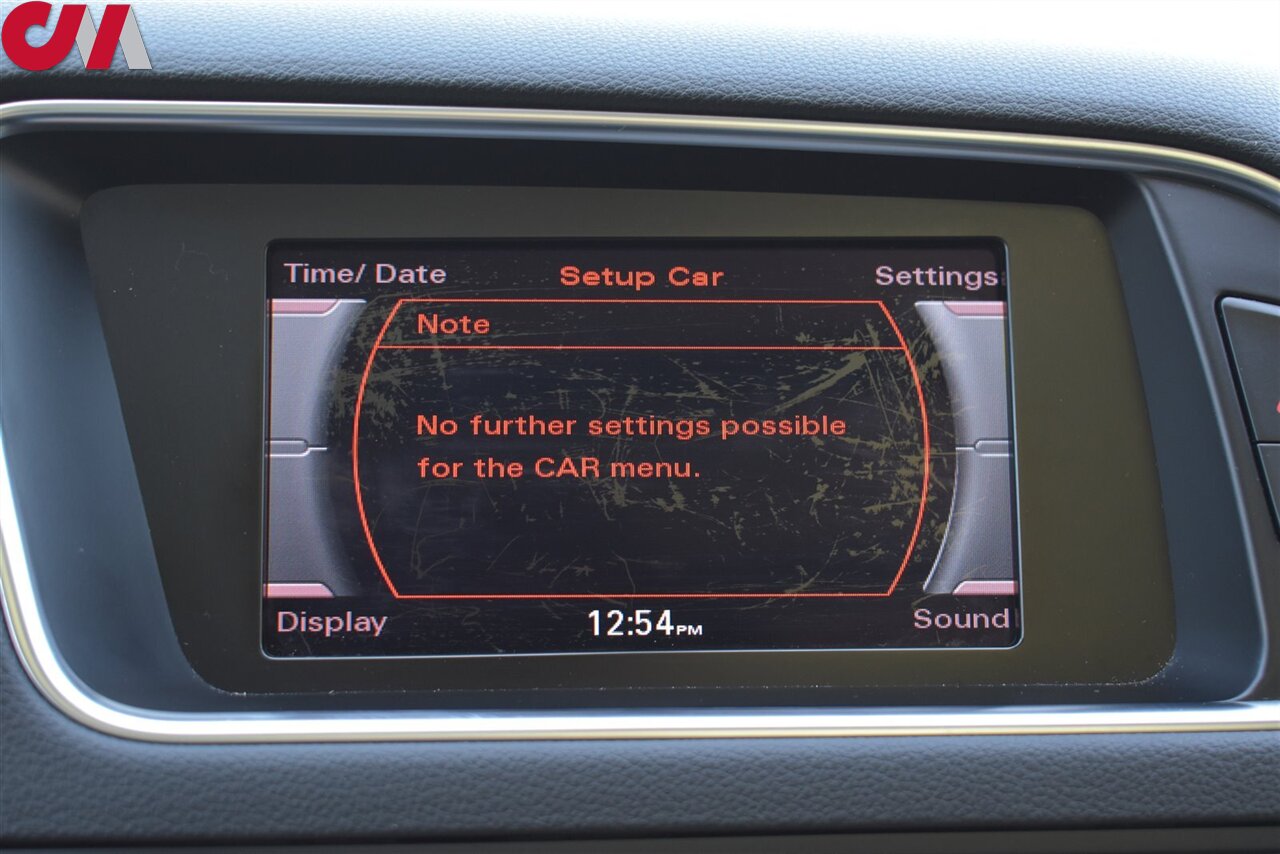 Time/ Date Setup Car Settings
Note
No further settings possible
for the CAR menu.
Display 12:54PM Sound